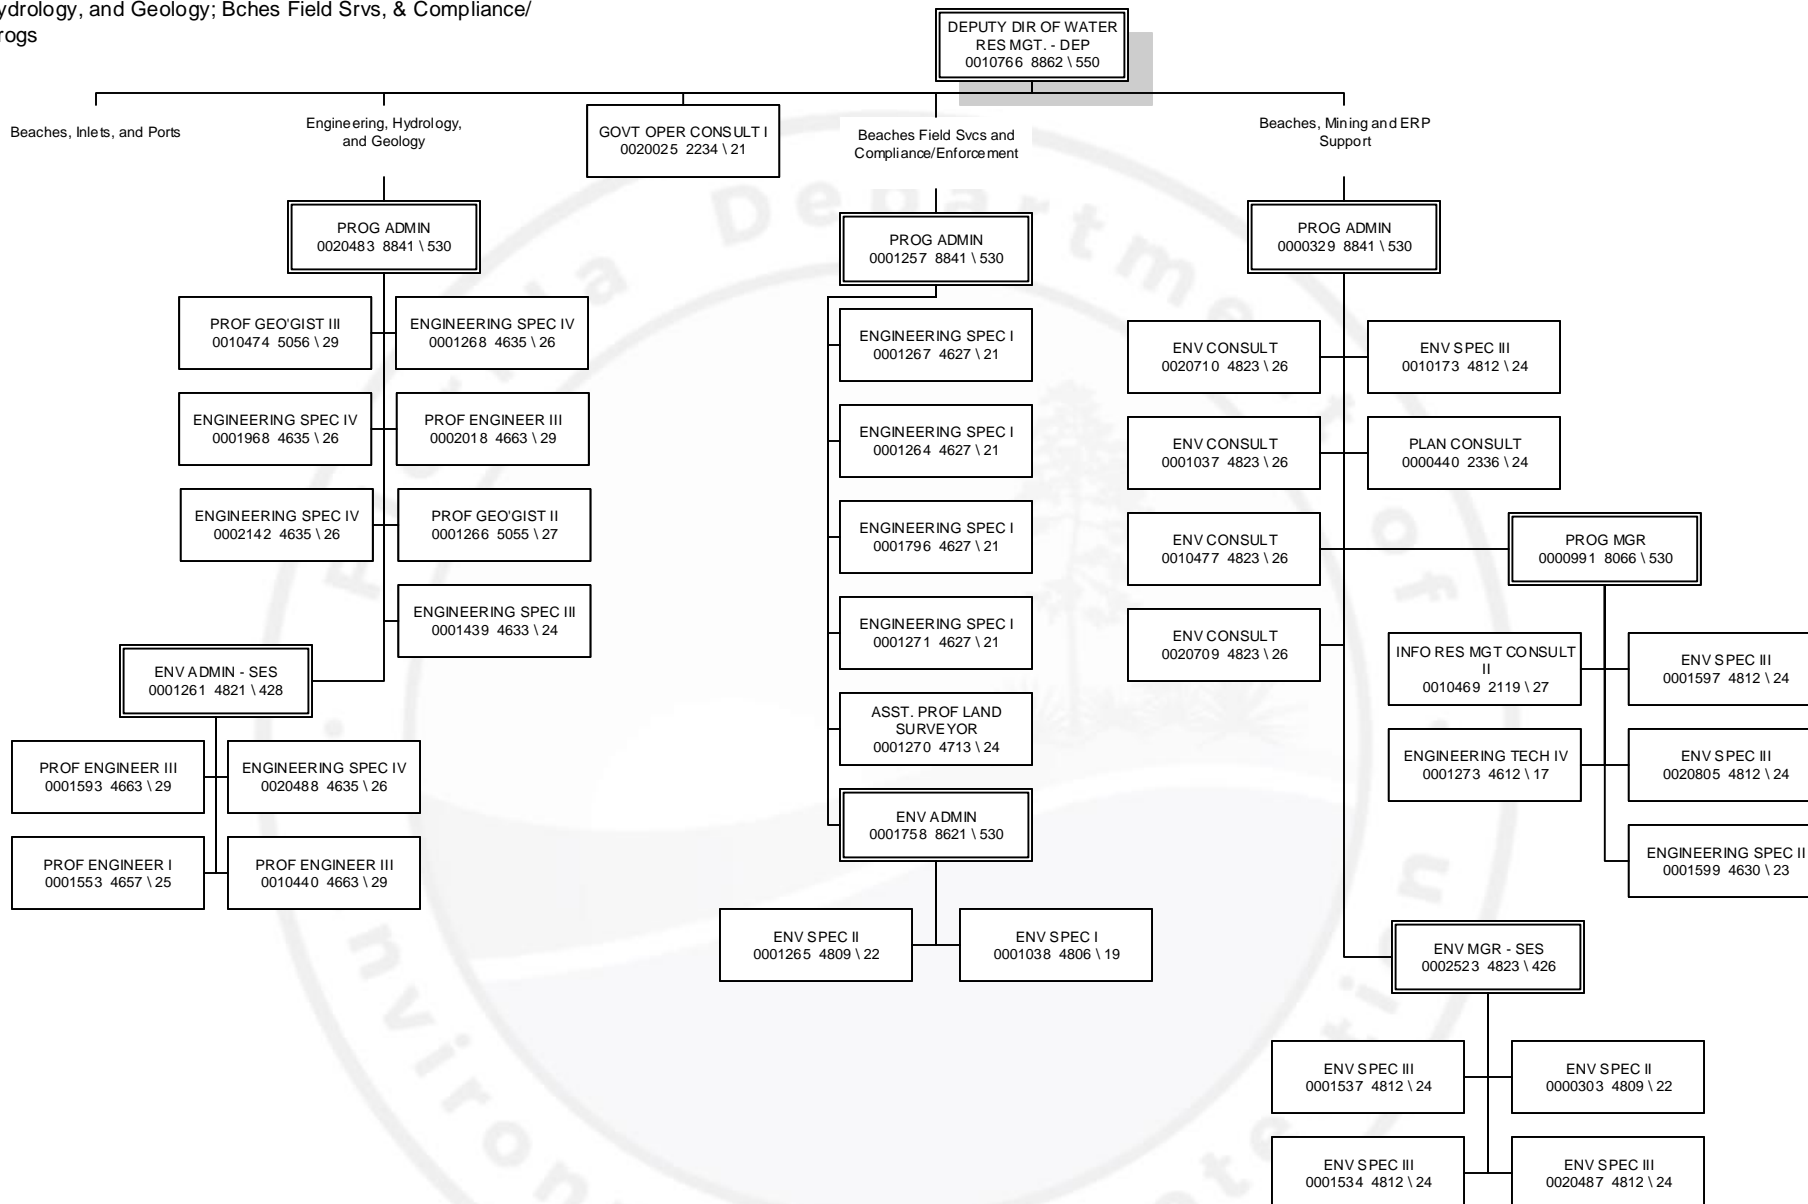 ydrology, and Geology; Bches Field Srvs, & Compliance/
rogs
DEPUTY DIR OF WATER
RES MGT. - DEP
0010766 8862 \ 550
Beaches, Inlets, and Ports
Engineering, Hydrology,
and Geology
GOVT OPER CONSULT I
0020025 2234 \ 21
Beaches Field Svcs and
Compliance/Enforcement
Beaches, Mining and ERP
Support
PROG ADMIN
0020483 8841 \ 530
PROF GEO'GIST III
0010474 5056 \ 29
ENGINEERING SPEC IV
0001268 4635 \ 26
ENGINEERING SPEC IV
0001968 4635 \ 26
PROF ENGINEER III
0002018 4663 \ 29
ENGINEERING SPEC IV
0002142 4635 \ 26
PROF GEO'GIST II
0001266 5055 \ 27
ENGINEERING SPEC III
0001439 4633 \ 24
ENV ADMIN - SES
0001261 4821 \ 428
PROF ENGINEER III
0001593 4663 \ 29
ENGINEERING SPEC IV
0020488 4635 \ 26
PROF ENGINEER I
0001553 4657 \ 25
PROF ENGINEER III
0010440 4663 \ 29
PROG ADMIN
0001257 8841 \ 530
ENGINEERING SPEC I
0001267 4627 \ 21
ENGINEERING SPEC I
0001264 4627 \ 21
ENGINEERING SPEC I
0001796 4627 \ 21
ENGINEERING SPEC I
0001271 4627 \ 21
ASST. PROF LAND
SURVEYOR
0001270 4713 \ 24
ENV ADMIN
0001758 8621 \ 530
ENV SPEC II
0001265 4809 \ 22
ENV SPEC I
0001038 4806 \ 19
PROG ADMIN
0000329 8841 \ 530
ENV CONSULT
0020710 4823 \ 26
ENV SPEC III
0010173 4812 \ 24
ENV CONSULT
0001037 4823 \ 26
PLAN CONSULT
0000440 2336 \ 24
ENV CONSULT
0010477 4823 \ 26
PROG MGR
0000991 8066 \ 530
ENV CONSULT
0020709 4823 \ 26
INFO RES MGT CONSULT
II
0010469 2119 \ 27
ENV SPEC III
0001597 4812 \ 24
ENGINEERING TECH IV
0001273 4612 \ 17
ENV SPEC III
0020805 4812 \ 24
ENGINEERING SPEC II
0001599 4630 \ 23
ENV MGR - SES
0002523 4823 \ 426
ENV SPEC III
0001537 4812 \ 24
ENV SPEC II
0000303 4809 \ 22
ENV SPEC III
0001534 4812 \ 24
ENV SPEC III
0020487 4812 \ 24
Florida Department of